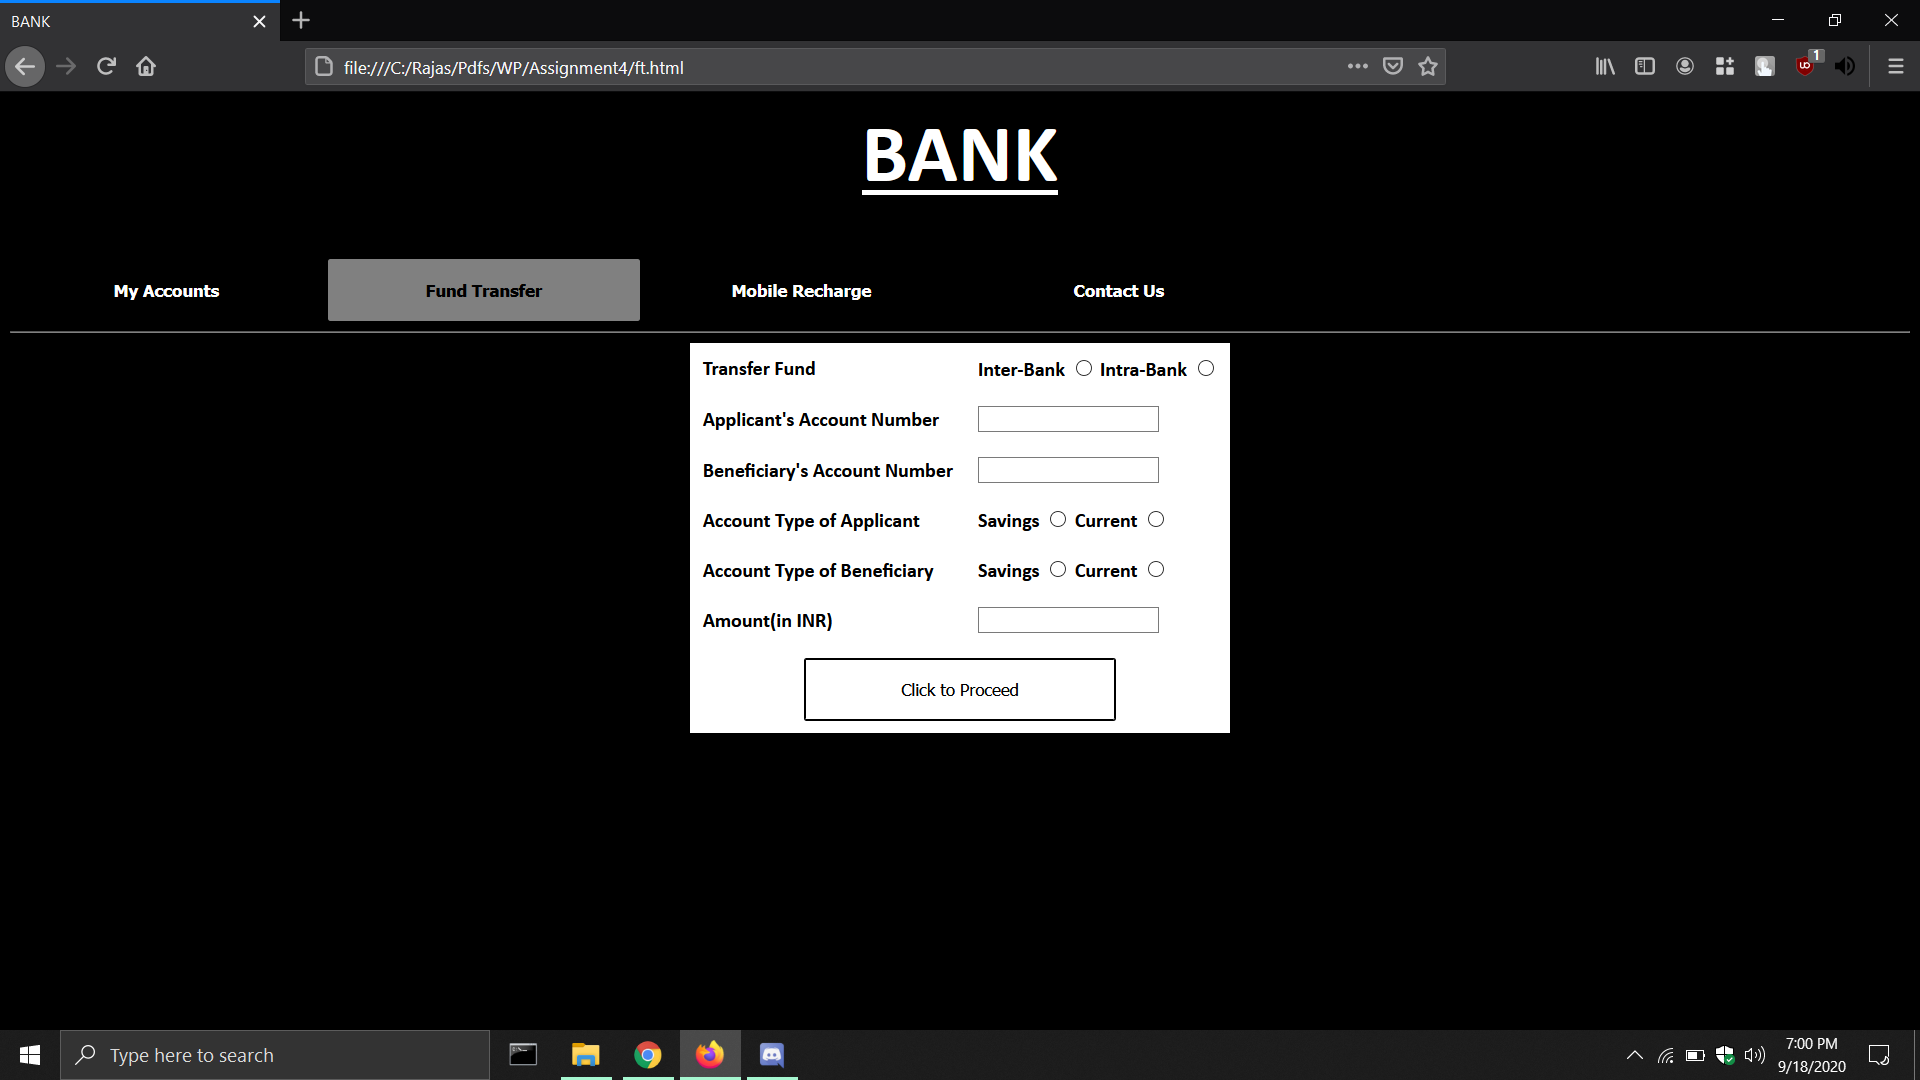 BANK
file:///C:/Rajas/Pdfs/WP/Assignment4/ft.html
1
BANK
My Accounts Fund Transfer Mobile Recharge Contact Us
Transfer Fund Inter-Bank Intra-Bank
Applicant's Account Number
Beneficiary's Account Number
Account Type of Applicant Savings Current
Account Type of Beneficiary Savings Current
Amount(in INR)
Click to Proceed
Type here to search
7:00 PM
9/18/2020